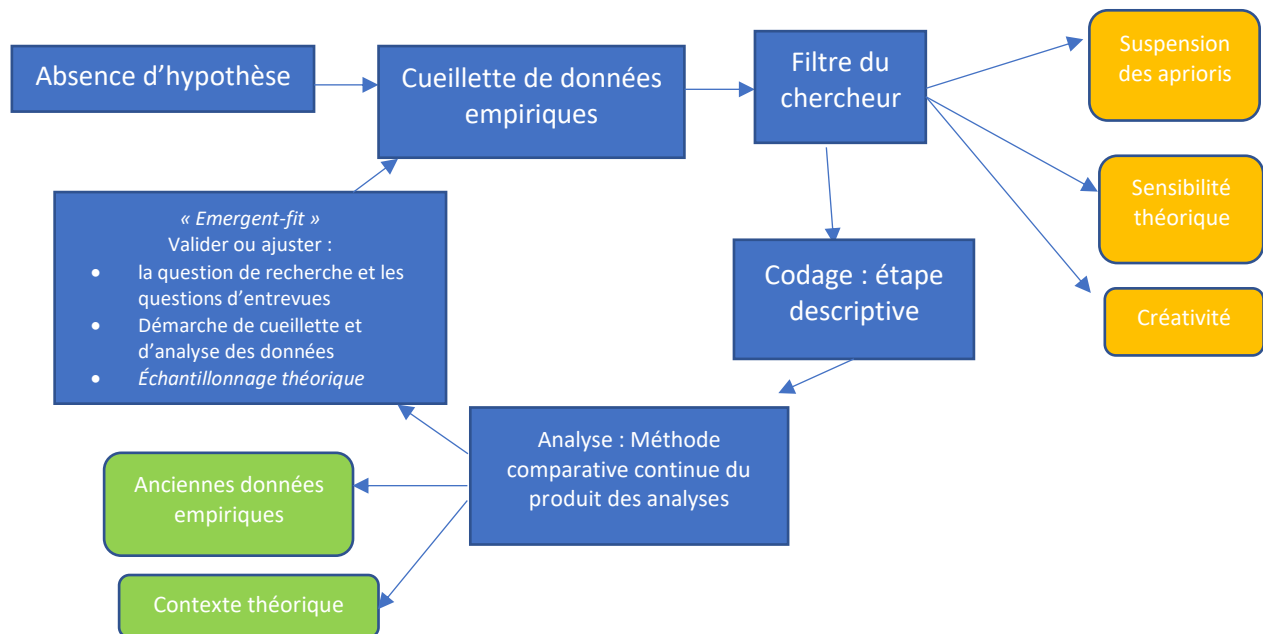 Absence d'hypothèse
Cueillette de données
empiriques
Filtre du
chercheur
Suspension
des aprioris
Sensibilité
théorique
Créativité
« Emergent-fit »
Valider ou ajuster :
• la question de recherche et les
questions d'entrevues
• Démarche de cueillette et
d'analyse des données
• Échantillonnage théorique
Codage : étape
descriptive
Analyse : Méthode
comparative continue du
produit des analyses
Anciennes données
empiriques
Contexte théorique